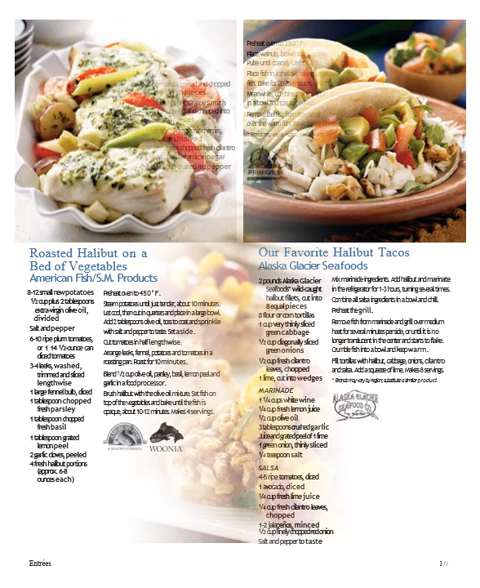 Preheat oven to 350° F.
Roasted Halibut on a
Bed of Vegetables
American Fish/S.M. Products
8-12 small new potatoes
½ cup plus 2 tablespoons
extra-virgin olive oil,
divided
Salt and pepper
6-10 ripe plum tomatoes,
or 1 14 ½-ounce can
diced tomatoes
3-4 leeks, washed,
trimmed and sliced
lengthwise
1 large fennel bulb, diced
1 tablespoon chopped
fresh parsley
1 tablespoon chopped
fresh basil
1 tablespoon grated
lemon peel
2 garlic cloves, peeled
4 fresh halibut portions
(approx. 6-8
ounces each)
Preheat oven to 450° F.
Steam potatoes until just tender, about 10 minutes.
Let cool, then cut in quarters and place in a large bowl.
Add 2 tablespoons olive oil, toss to coat and sprinkle
with salt and pepper to taste. Set aside.
Cut tomatoes in half lengthwise.
Arrange leeks, fennel, potatoes and tomatoes in a
roasting pan. Roast for 10 minutes.
Blend ½ cup olive oil, parsley, basil, lemon peel and
garlic in a food processor.
Brush halibut with the olive oil mixture. Set fish on
top of the vegetables and bake until the fish is
opaque, about 10-12 minutes. Makes 4 servings.
WOONIA
Our Favorite Halibut Tacos
Alaska Glacier Seafoods
2 pounds Alaska Glacier
Seafoods* wild-caught
halibut fillets, cut into
8 equal pieces
8 flour or corn tortillas
1 cup very thinly sliced
green cabbage
½ cup diagonally sliced
green onions
½ cup fresh cilantro
leaves, chopped
1 lime, cut into wedges
MARINADE
1 ¼ cups white wine
¼ cup fresh lemon juice
½ cup olive oil
3 tablespoons crushed garlic
Juice and grated peel of 1 lime
1 green onion, thinly sliced
¼ teaspoon salt
SALSA
4-5 ripe tomatoes, diced
1 avocado, diced
¼ cup fresh lime juice
¼ cup fresh cilantro leaves,
chopped
1-2 jalapeños, minced
½ cup finely chopped red onion
Salt and pepper to taste
Mix marinade ingredients. Add halibut and marinate
in the refrigerator for 1-3 hours, turning several times.
Combine all salsa ingredients in a bowl and chill.
Preheat the grill.
Remove fish from marinade and grill over medium
heat for several minutes per side, or until it is no
longer translucent in the center and starts to flake.
Cut the fish into a bowl and keep warm.
Fill tortillas with halibut, cabbage, onions, cilantro
and salsa. Add a squeeze of lime. Makes 8 servings.
* Brands may vary by region; substitute a similar product.
ALASKA GLACIER
SEAFOOD CO.
Entrées
1//